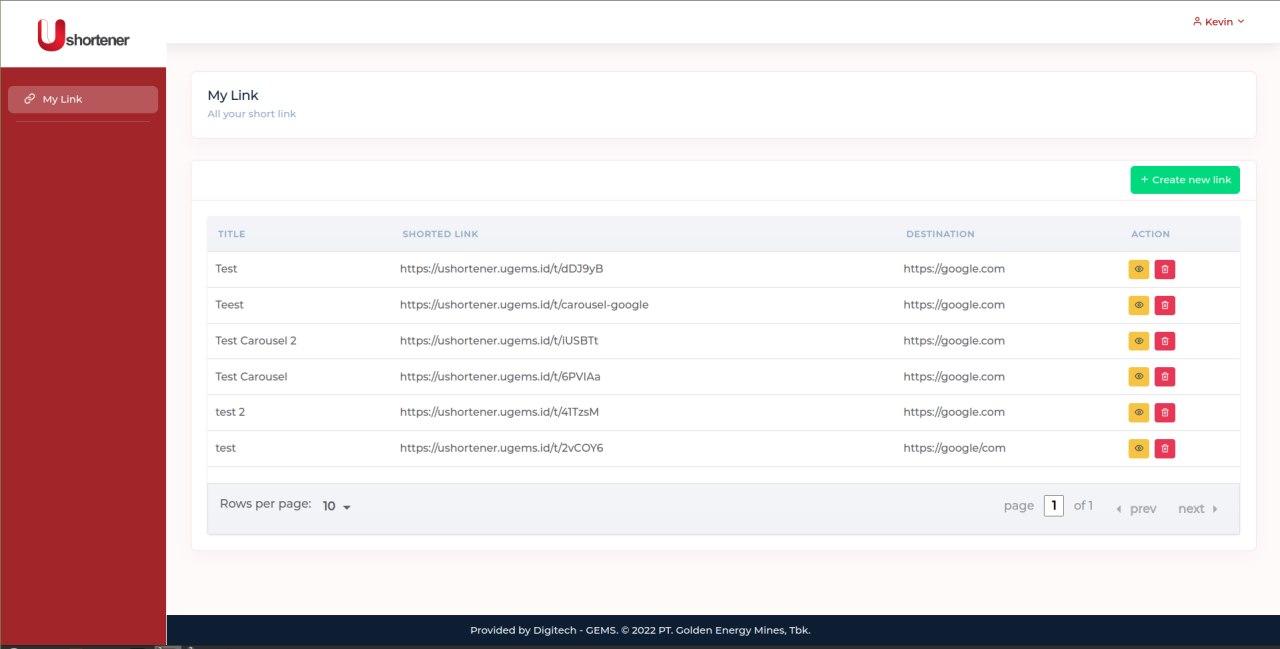 Ushortener
Kevin
My Link
My Link
All your short link
+ Create new link
TITLE SHORTED LINK DESTINATION ACTION
Test https://ushortener.ugems.id/t/dDJ9yB https://google.com
Teest https://ushortener.ugems.id/t/carousel-google https://google.com
Test Carousel 2 https://ushortener.ugems.id/t/iUSBTt https://google.com
Test Carousel https://ushortener.ugems.id/t/6PVIAa https://google.com
test 2 https://ushortener.ugems.id/t/41TzsM https://google.com
test https://ushortener.ugems.id/t/2vCOY6 https://google/com
Rows per page: 10 page 1 of 1 prev next
Provided by Digitech - GEMS. © 2022 PT. Golden Energy Mines, Tbk.